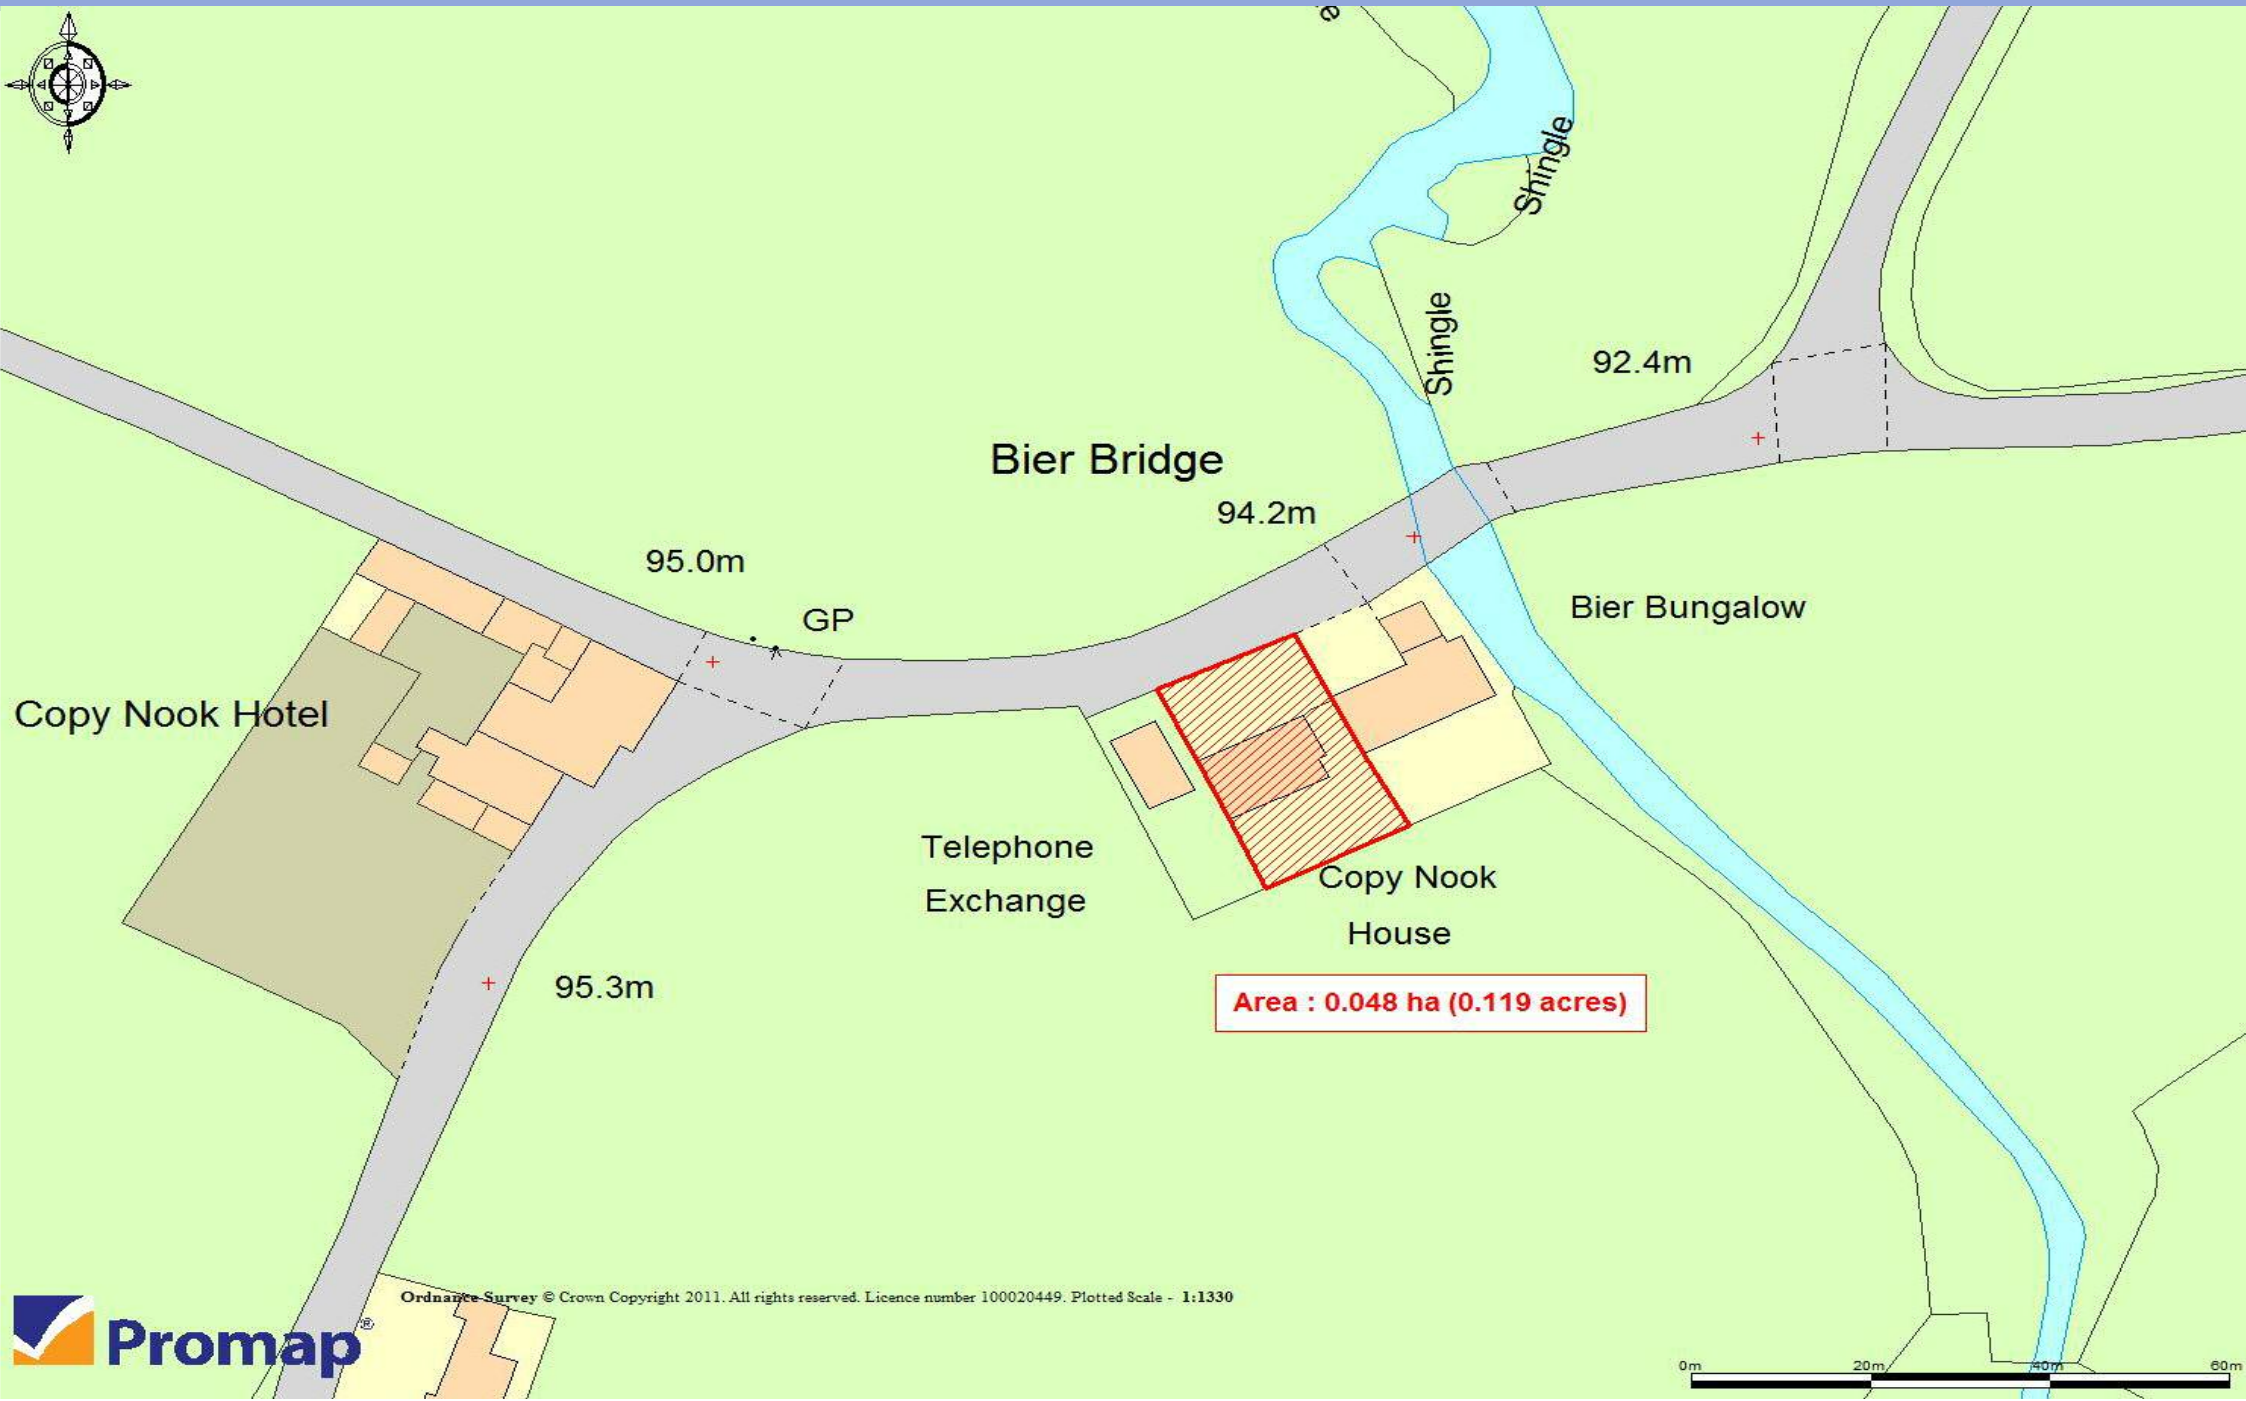 e
Shingle
Shingle
92.4m
Bier Bridge
94.2m
95.0m
GP
Bier Bungalow
Copy Nook Hotel
Telephone
Exchange
Copy Nook
House
95.3m
Area : 0.048 ha (0.119 acres)
Ordnance Survey © Crown Copyright 2011. All rights reserved. Licence number 100020449. Plotted Scale - 1:1330
Promap®
0m 20m 40m 60m